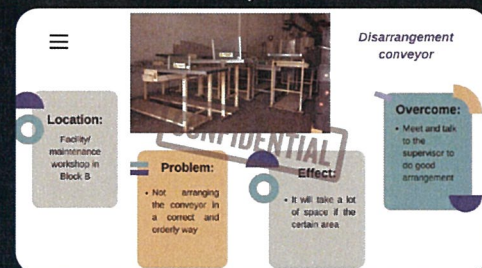 Disarrangement
conveyor
CONFIDENTIAL
Location:
Facility/
maintenance
workshop in
Block B
Problem:
• Not arranging
the conveyor in
a correct and
orderly way
Effect:
• It will take a lot
of space if the
certain area
Overcome:
• Meet and talk
to the
supervisor to
do good
arrangement